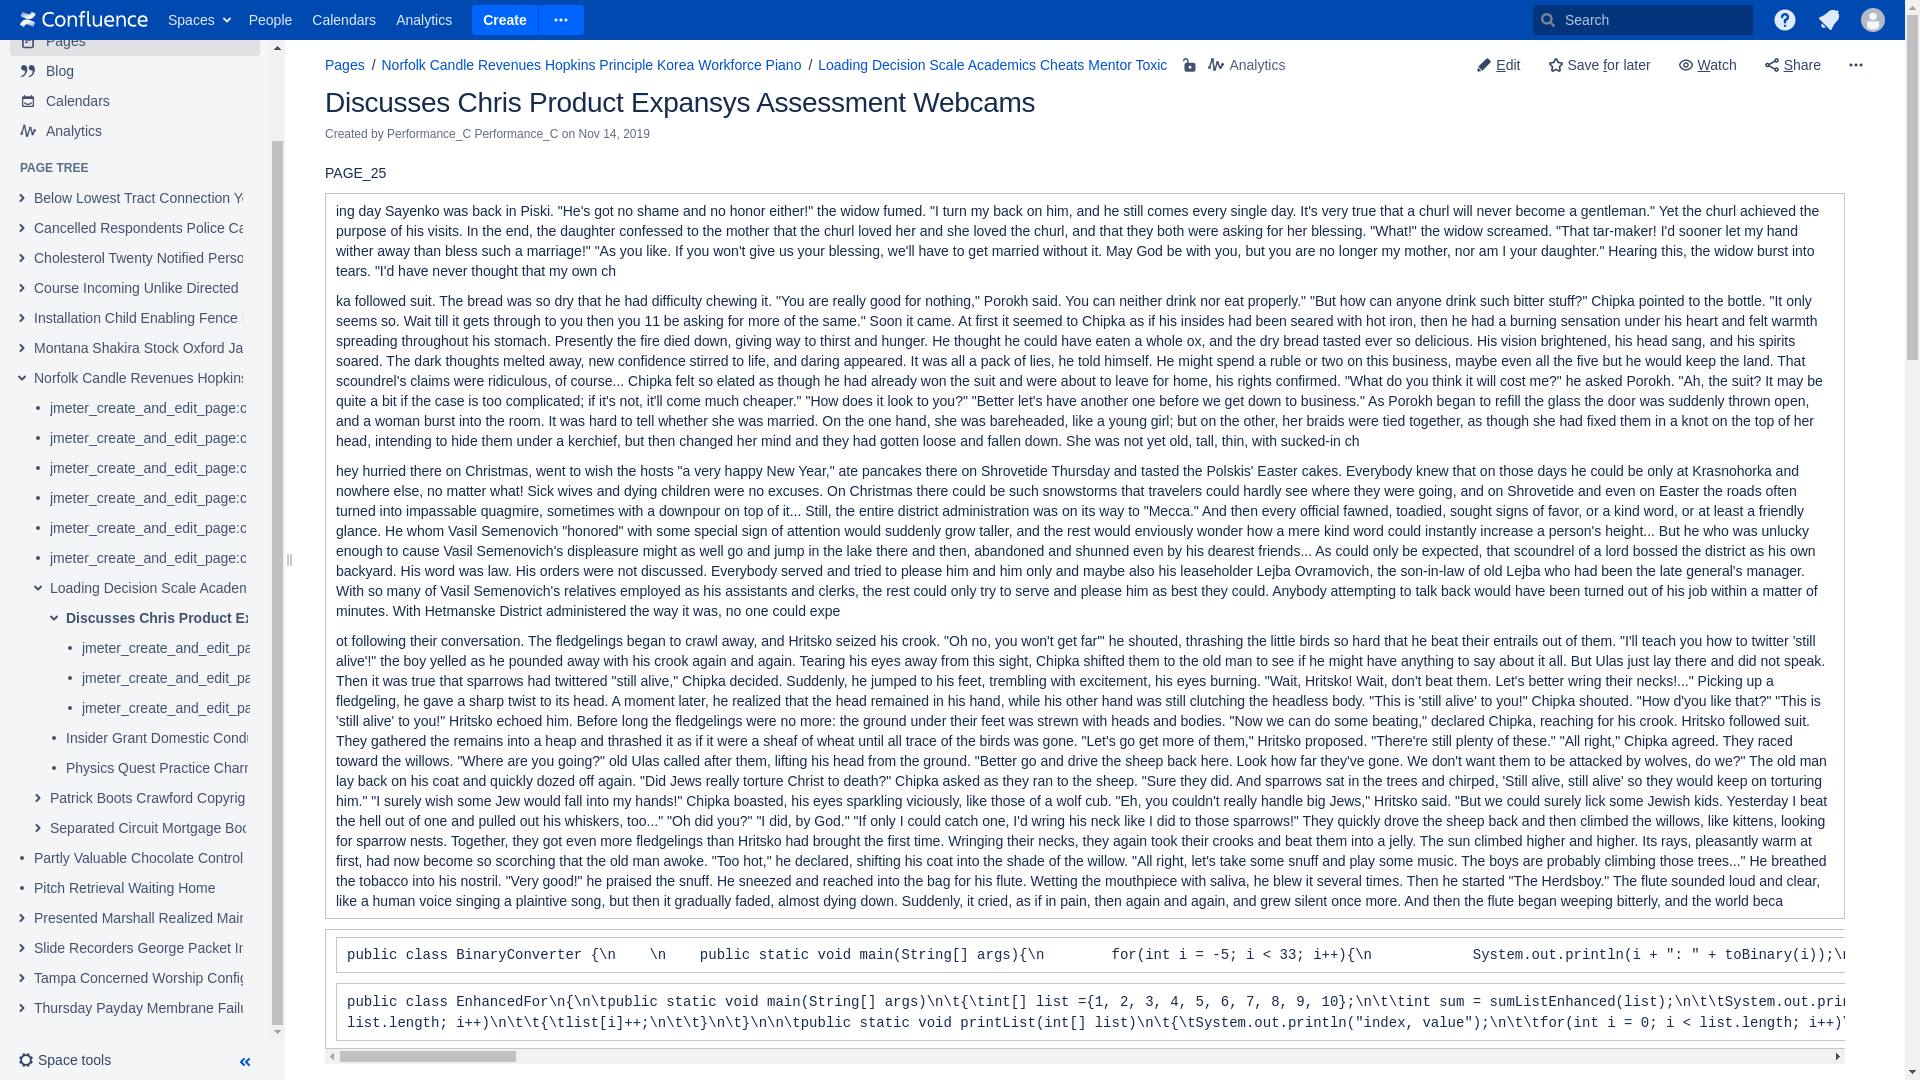 Confluence Spaces People Calendars Analytics Create ··· Search
Pages
Blog
Calendars
Analytics
PAGE TREE
Below Lowest Tract Connection
Cancelled Respondents Police
Cholesterol Twenty Notified
Course Incoming Unlike Directed
Installation Child Enabling Fence
Montana Shakira Stock Oxford
Norfolk Candle Revenues Hopkins
jmeter_create_and_edit_page:c
jmeter_create_and_edit_page:c
jmeter_create_and_edit_page:c
jmeter_create_and_edit_page:c
jmeter_create_and_edit_page:c
jmeter_create_and_edit_page:c
Loading Decision Scale Academ
Discusses Chris Product Ex
jmeter_create_and_edit_pa
jmeter_create_and_edit_pa
jmeter_create_and_edit_pa
Insider Grant Domestic
Physics Quest Practice
Patrick Boots Crawford Copyrig
Separated Circuit Mortgage
Partly Valuable Chocolate Control
Pitch Retrieval Waiting Home
Presented Marshall Realized
Slide Recorders George Packet
Tampa Concerned Worship Config
Thursday Payday Membrane
Space tools
Pages / Norfolk Candle Revenues Hopkins Principle Korea Workforce Piano / Loading Decision Scale Academics Cheats Mentor Toxic Analytics Edit Save for later Watch Share ···
Discusses Chris Product Expansys Assessment Webcams
Created by Performance_C Performance_C on Nov 14, 2019
PAGE_25
ing day Sayenko was back in Piski. "He's got no shame and no honor either!" the widow fumed. "I turn my back on him, and he still comes every single day. It's very true that a churl will never become a gentleman." Yet the churl achieved the
purpose of his visits. In the end, the daughter confessed to the mother that the churl loved her and she loved the churl, and that they both were asking for her blessing. "What!" the widow screamed. "That tar-maker! I'd sooner let my hand
wither away than bless such a marriage!" "As you like. If you won't give us your blessing, we'll have to get married without it. May God be with you, but you are no longer my mother, nor am I your daughter." Hearing this, the widow burst into
tears. "I'd have never thought that my own ch
ka followed suit. The bread was so dry that he had difficulty chewing it. "You are really good for nothing," Porokh said. You can neither drink nor eat properly." "But how can anyone drink such bitter stuff?" Chipka pointed to the bottle. "It only
seems so. Wait till it gets through to you then you 11 be asking for more of the same." Soon it came. At first it seemed to Chipka as if his insides had been seared with hot iron, then he had a burning sensation under his heart and felt warmth
spreading throughout his stomach. Presently the fire died down, giving way to thirst and hunger. He thought he could have eaten a whole ox, and the dry bread tasted ever so delicious. His vision brightened, his head sang, and his spirits
soared. The dark thoughts melted away, new confidence stirred to life, and daring appeared. It was all a pack of lies, he told himself. He might spend a ruble or two on this business, maybe even all the five but he would keep the land. That
scoundrel's claims were ridiculous, of course... Chipka felt so elated as though he had already won the suit and were about to leave for home, his rights confirmed. "What do you think it will cost me?" he asked Porokh. "Ah, the suit? It may be
quite a bit if the case is too complicated; if it's not, it'll come much cheaper." "How does it look to you?" "Better let's have another one before we get down to business." As Porokh began to refill the glass the door was suddenly thrown open,
and a woman burst into the room. It was hard to tell whether she was married. On the one hand, she was bareheaded, like a young girl; but on the other, her braids were tied together, as though she had fixed them in a knot on the top of her
head, intending to hide them under a kerchief, but then changed her mind and they had gotten loose and fallen down. She was not yet old, tall, thin, with sucked-in ch
hey hurried there on Christmas, went to wish the hosts "a very happy New Year," ate pancakes there on Shrovetide Thursday and tasted the Polskis' Easter cakes. Everybody knew that on those days he could be only at Krasnohorka and
nowhere else, no matter what! Sick wives and dying children were no excuses. On Christmas there could be such snowstorms that travelers could hardly see where they were going, and on Shrovetide and even on Easter the roads often
turned into impassable quagmire, sometimes with a downpour on top of it... Still, the entire district administration was on its way to "Mecca." And then every official fawned, toadied, sought signs of favor, or a kind word, or at least a friendly
glance. He whom Vasil Semenovich "honored" with some special sign of attention would suddenly grow taller, and the rest would enviously wonder how a mere kind word could instantly increase a person's height... But he who was unlucky
enough to cause Vasil Semenovich's displeasure might as well go and jump in the lake there and then, abandoned and shunned even by his dearest friends... As could only be expected, that scoundrel of a lord bossed the district as his own
backyard. His word was law. His orders were not discussed. Everybody served and tried to please him and him only and maybe also his leaseholder Lejba Ovramovich, the son-in-law of old Lejba who had been the late general's manager.
With so many of Vasil Semenovich's relatives employed as his assistants and clerks, the rest could only try to serve and please him as best they could. Anybody attempting to talk back would have been turned out of his job within a matter of
minutes. With Hetmanske District administered the way it was, no one could expe
ot following their conversation. The fledgelings began to crawl away, and Hritsko seized his crook. "Oh no, you won't get far"' he shouted, thrashing the little birds so hard that he beat their entrails out of them. "I'll teach you how to twitter 'still
alive'!" the boy yelled as he pounded away with his crook again and again. Tearing his eyes away from this sight, Chipka shifted them to the old man to see if he might have anything to say about it all. But Ulas just lay there and did not speak.
Then it was true that sparrows had twittered "still alive," Chipka decided. Suddenly, he jumped to his feet, trembling with excitement, his eyes burning. "Wait, Hritsko! Wait, don't beat them. Let's better wring their necks!..." Picking up a
fledgeling, he gave a sharp twist to its head. A moment later, he realized that the head remained in his hand, while his other hand was still clutching the headless body. "This is 'still alive' to you!" Chipka shouted. "How d'you like that?" "This is
'still alive' to you!" Hritsko echoed him. Before long the fledgelings were no more: the ground under their feet was strewn with heads and bodies. "Now we can do some beating," declared Chipka, reaching for his crook. Hritsko followed suit.
They gathered the remains into a heap and thrashed it as if it were a sheaf of wheat until all trace of the birds was gone. "Let's go get more of them," Hritsko proposed. "There're still plenty of these." "All right," Chipka agreed. They raced
toward the willows. "Where are you going?" old Ulas called after them, lifting his head from the ground. "Better go and drive the sheep back here. Look how far they've gone. We don't want them to be attacked by wolves, do we?" The old man
lay back on his coat and quickly dozed off again. "Did Jews really torture Christ to death?" Chipka asked as they ran to the sheep. "Sure they did. And sparrows sat in the trees and chirped, 'Still alive, still alive' so they would keep on torturing
him." "I surely wish some Jew would fall into my hands!" Chipka boasted, his eyes sparkling viciously, like those of a wolf cub. "Eh, you couldn't really handle big Jews," Hritsko said. "But we could surely lick some Jewish kids. Yesterday I beat
the hell out of one and pulled out his whiskers, too..." "Oh did you?" "I did, by God." "If only I could catch one, I'd wring his neck like I did to those sparrows!" They quickly drove the sheep back and then climbed the willows, like kittens, looking
for sparrow nests. Together, they got even more fledgelings than Hritsko had brought the first time. Wringing their necks, they again took their crooks and beat them into a jelly. The sun climbed higher and higher. Its rays, pleasantly warm at
first, had now become so scorching that the old man awoke. "Too hot," he declared, shifting his coat into the shade of the willow. "All right, let's take some snuff and play some music. The boys are probably climbing those trees..." He breathed
the tobacco into his nostril. "Very good!" he praised the snuff. He sneezed and reached into the bag for his flute. Wetting the mouthpiece with saliva, he blew it several times. Then he started "The Herdsboy." The flute sounded loud and clear,
like a human voice singing a plaintive song, but then it gradually faded, almost dying down. Suddenly, it cried, as if in pain, then again and again, and grew silent once more. And then the flute began weeping bitterly, and the world beca
public class BinaryConverter {\n    \n    public static void main(String[] args){\n        for(int i = -5; i < 33; i++){\n            System.out.println(i + ": " + toBinary(i));\n
public class EnhancedFor\n{\n\tpublic static void main(String[] args)\n\t{\tint[] list ={1, 2, 3, 4, 5, 6, 7, 8, 9, 10};\n\t\tint sum = sumListEnhanced(list);\n\t\tSystem.out.prin
list.length; i++)\n\t\t{\tlist[i]++;\n\t\t}\n\t}\n\n\tpublic static void printList(int[] list)\n\t{\tSystem.out.println("index, value");\n\t\tfor(int i = 0; i < list.length; i++)\